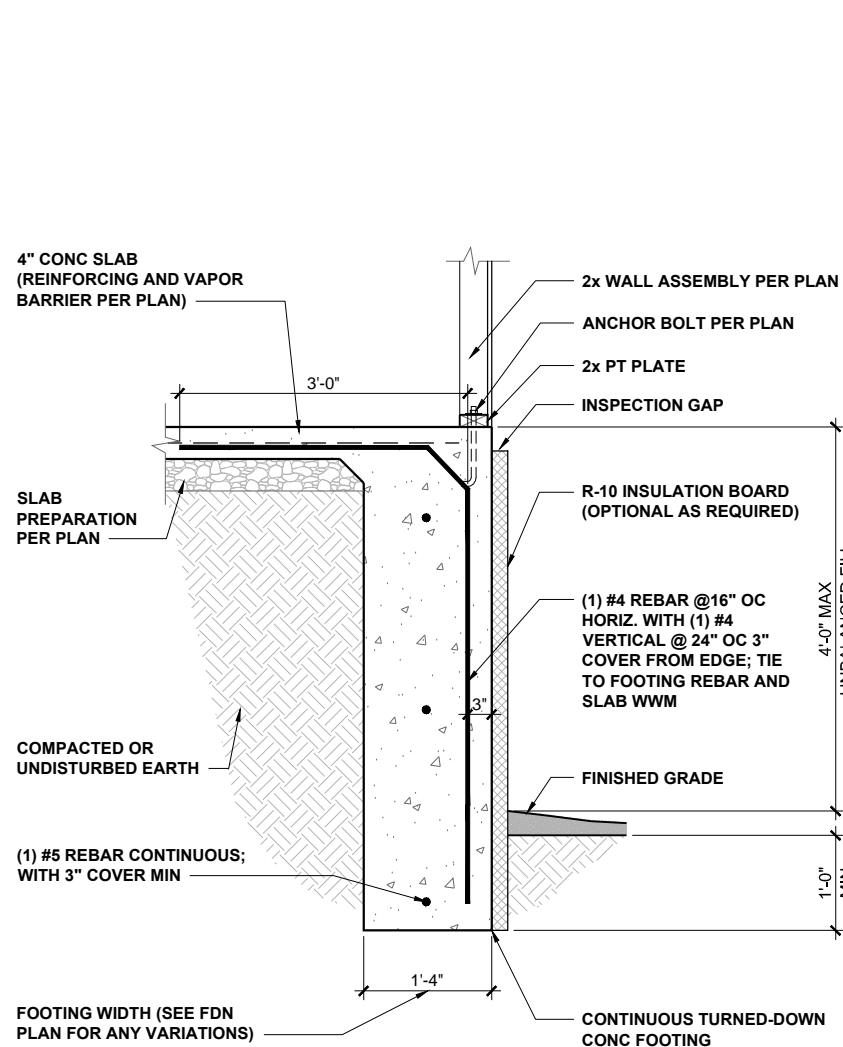 4" CONC SLAB
(REINFORCING AND VAPOR
BARRIER PER PLAN)
3'-0"
2x WALL ASSEMBLY PER PLAN
ANCHOR BOLT PER PLAN
2x PT PLATE
INSPECTION GAP
SLAB
PREPARATION
PER PLAN
R-10 INSULATION BOARD
(OPTIONAL AS REQUIRED)
(1) #4 REBAR @16" OC
HORIZ. WITH (1) #4
VERTICAL @ 24" OC 3"
COVER FROM EDGE; TIE
TO FOOTING REBAR AND
SLAB WWM
4'-0" MAX
3"
COMPACTED OR
UNDISTURBED EARTH
FINISHED GRADE
(1) #5 REBAR CONTINUOUS;
WITH 3" COVER MIN
1'-0"
MIN
1'-4"
FOOTING WIDTH (SEE FDN
PLAN FOR ANY VARIATIONS)
CONTINUOUS TURNED-DOWN
CONC FOOTING